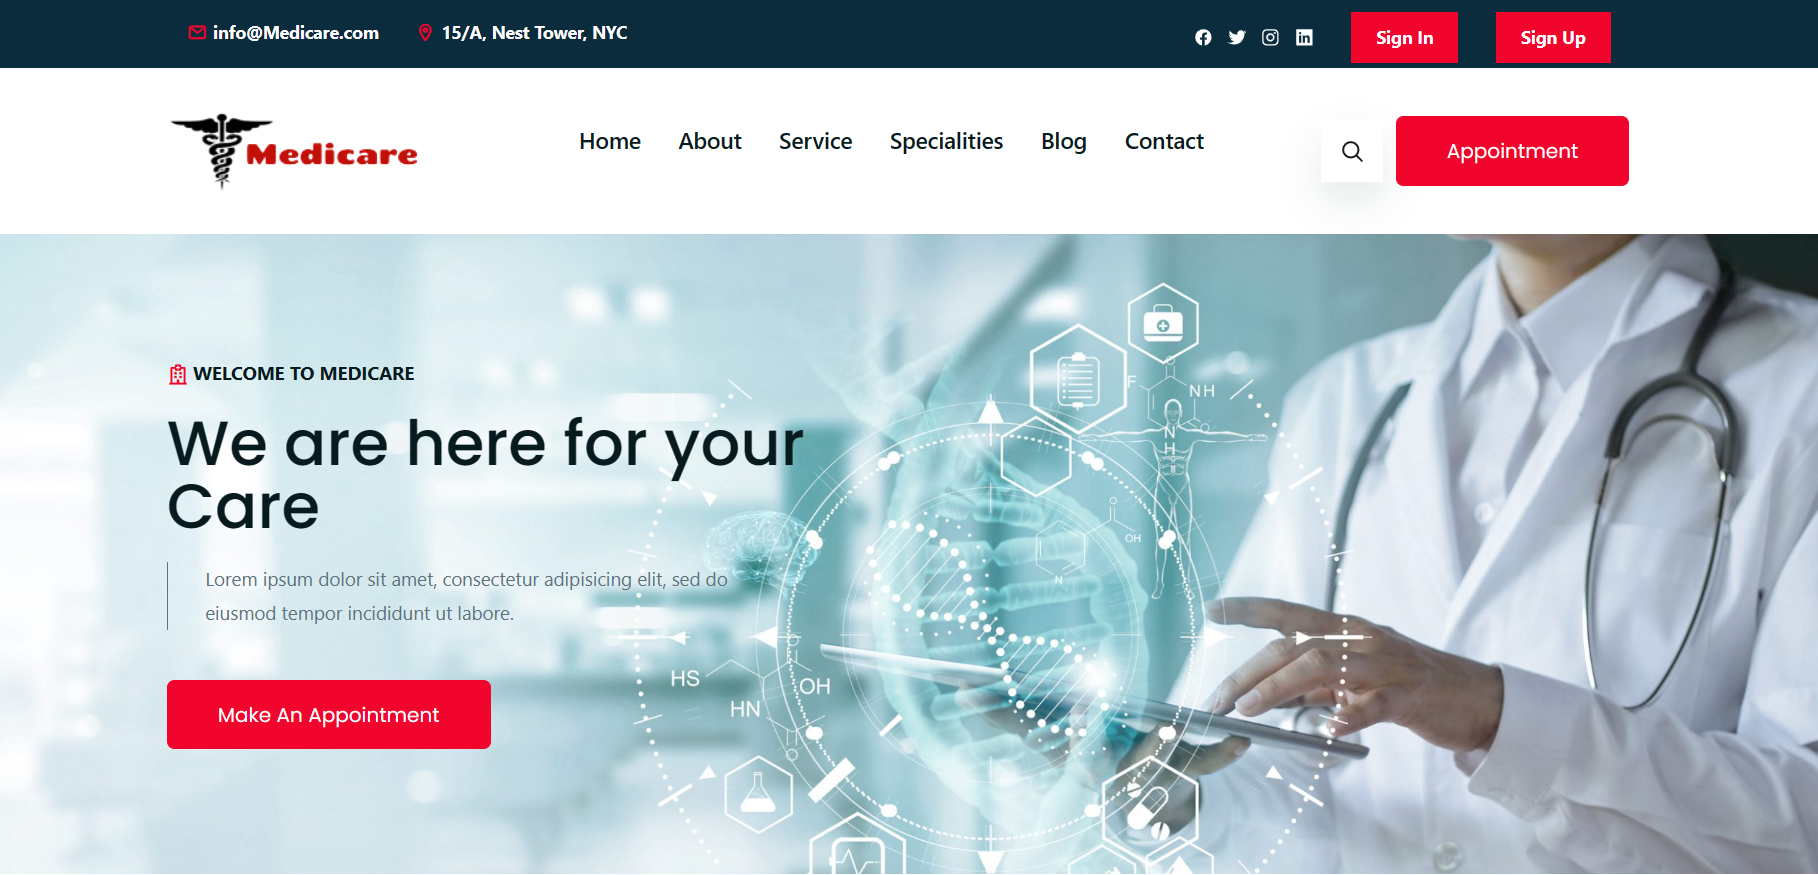 info@Medicare.com
15/A, Nest Tower, NYC
Sign In
Sign Up
Medicare
Home
About
Service
Specialities
Blog
Contact
Appointment
WELCOME TO MEDICARE
We are here for your
Care
Lorem ipsum dolor sit amet, consectetur adipisicing elit, sed do
eiusmod tempor incididunt ut labore.
Make An Appointment
F
NH
O
N
H
O
OH
N
HS
O
OH
HN
O